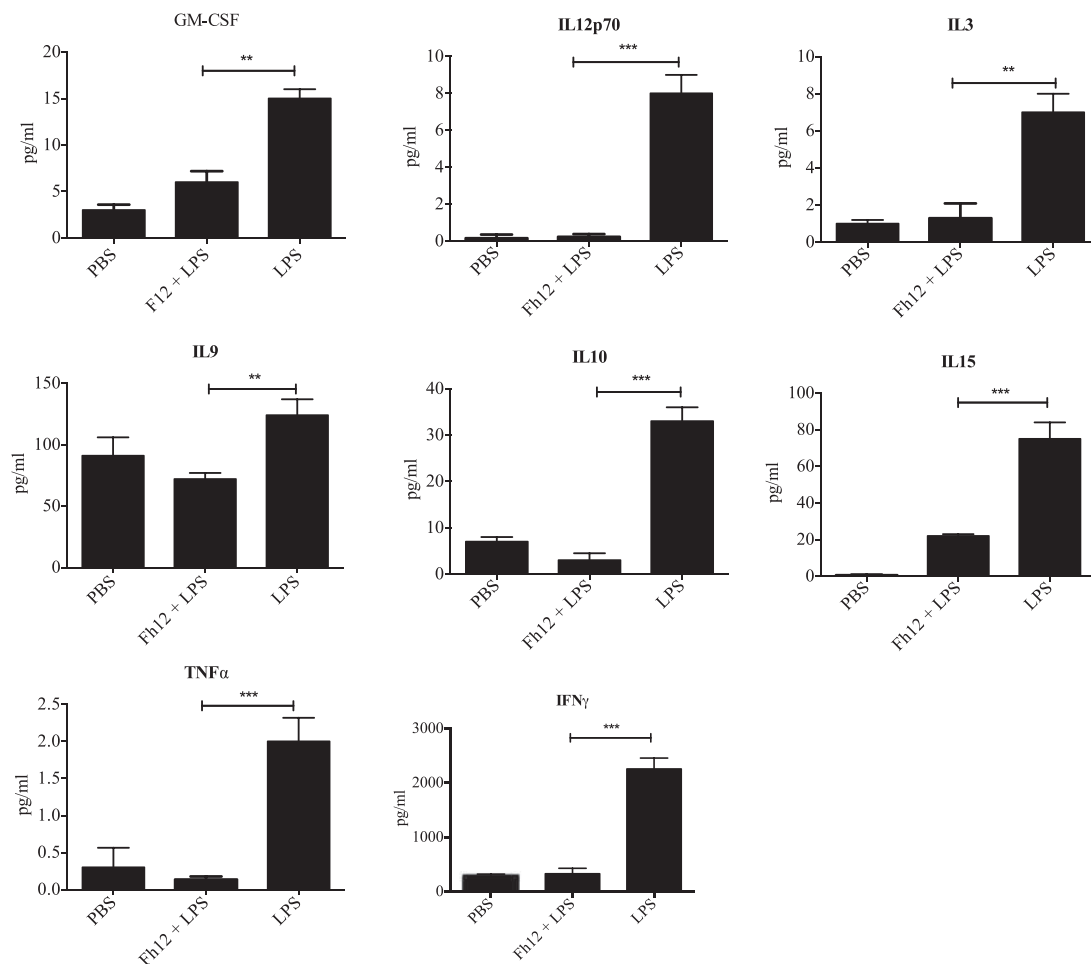 GM-CSF
**
20
15
10
5
0
pg/ml
PBS
F12 + LPS
LPS
IL12p70
***
8
6
4
2
0
pg/ml
PBS
Fh12 + LPS
LPS
IL3
**
8
6
4
2
0
pg/ml
PBS
Fh12 + LPS
LPS
IL9
**
150
100
50
0
pg/ml
PBS
Fh12 + LPS
LPS
IL10
***
40
30
20
10
0
pg/ml
PBS
Fh12 + LPS
LPS
IL15
***
100
80
60
40
20
0
pg/ml
PBS
Fh12 + LPS
LPS
TNFα
***
2.5
2.0
1.5
1.0
0.5
0.0
pg/ml
PBS
Fh12 + LPS
LPS
IFNγ
***
3000
2000
1000
0
pg/ml
PBS
Fh12 + LPS
LPS